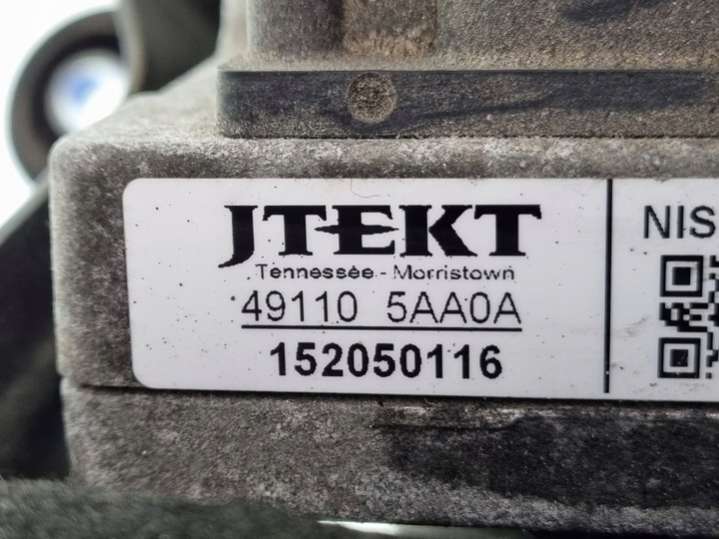 JTEKT
Tennessee - Morristown
49110 5AA0A
152050116
NIS